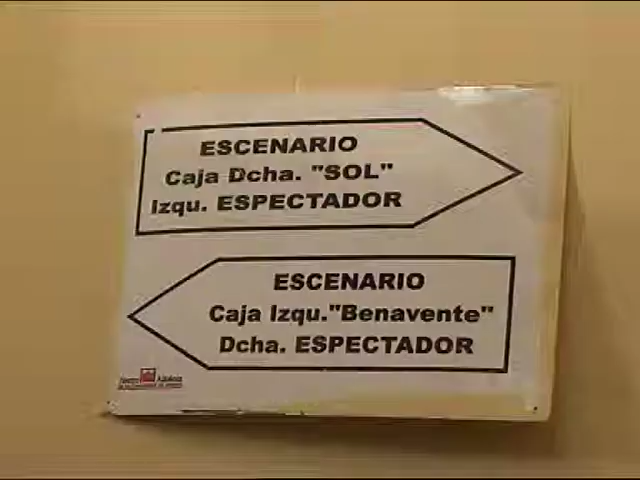 ESCENARIO
Caja Dcha. "SOL"
Izqu. ESPECTADOR
ESCENARIO
Caja Izqu."Benavente"
Dcha. ESPECTADOR